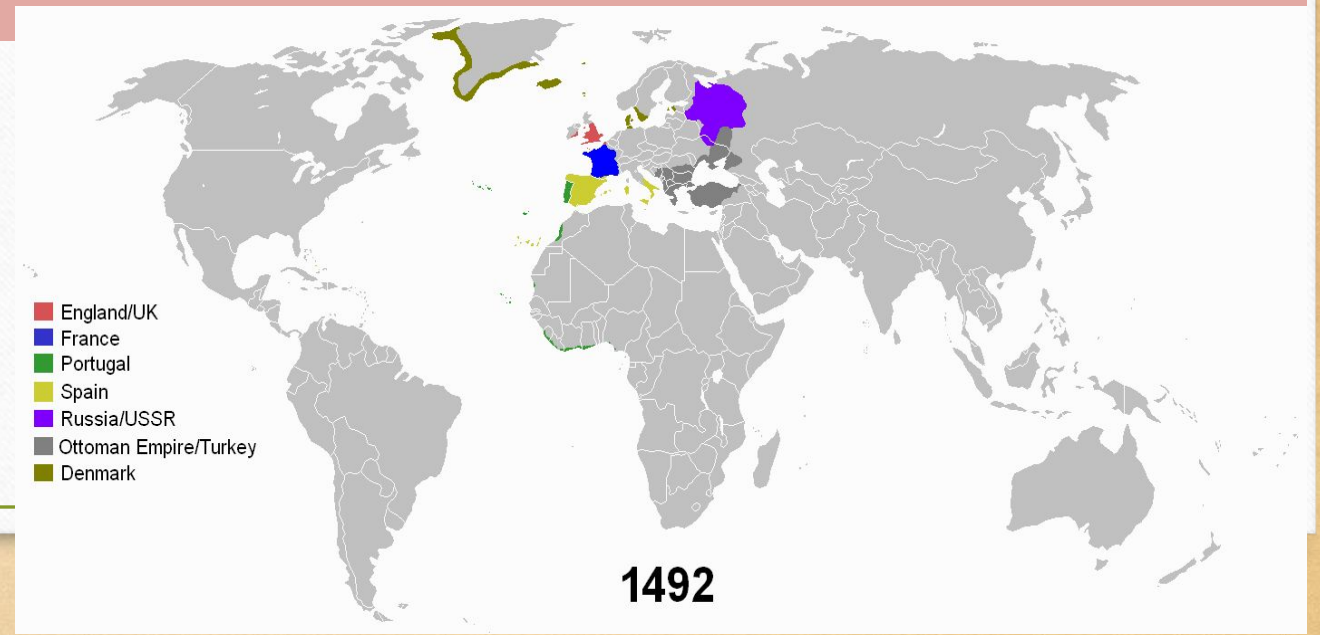 England/UK
France
Portugal
Spain
Russia/USSR
Ottoman Empire/Turkey
Denmark
1492